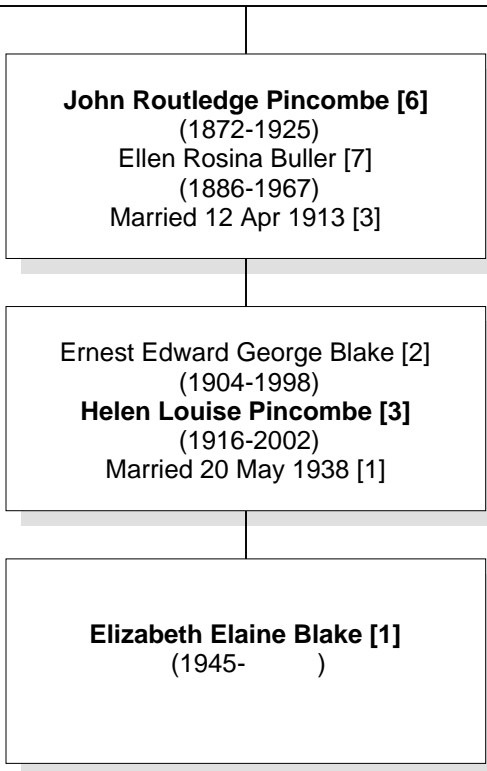 John Routledge Pincombe [6]
(1872-1925)
Ellen Rosina Buller [7]
(1886-1967)
Married 12 Apr 1913 [3]
Ernest Edward George Blake [2]
(1904-1998)
Helen Louise Pincombe [3]
(1916-2002)
Married 20 May 1938 [1]
Elizabeth Elaine Blake [1]
(1945-          )